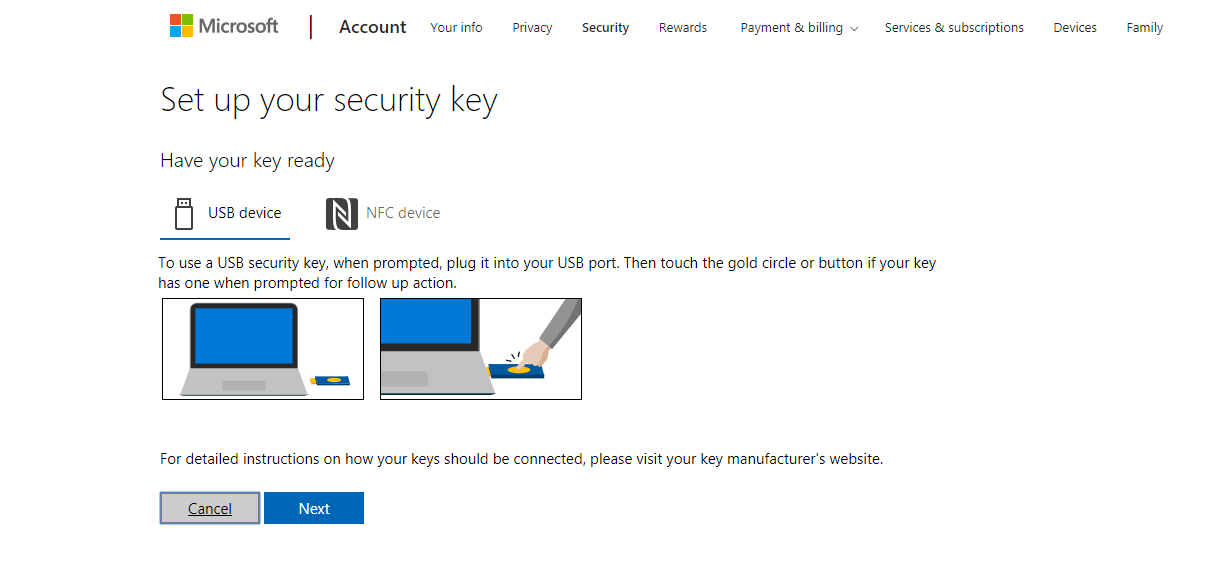 Microsoft | Account Your info Privacy Security Rewards Payment & billing Services & subscriptions Devices Family
Set up your security key
Have your key ready
USB device NFC device
To use a USB security key, when prompted, plug it into your USB port. Then touch the gold circle or button if your key
has one when prompted for follow up action.
For detailed instructions on how your keys should be connected, please visit your key manufacturer's website.
Cancel Next